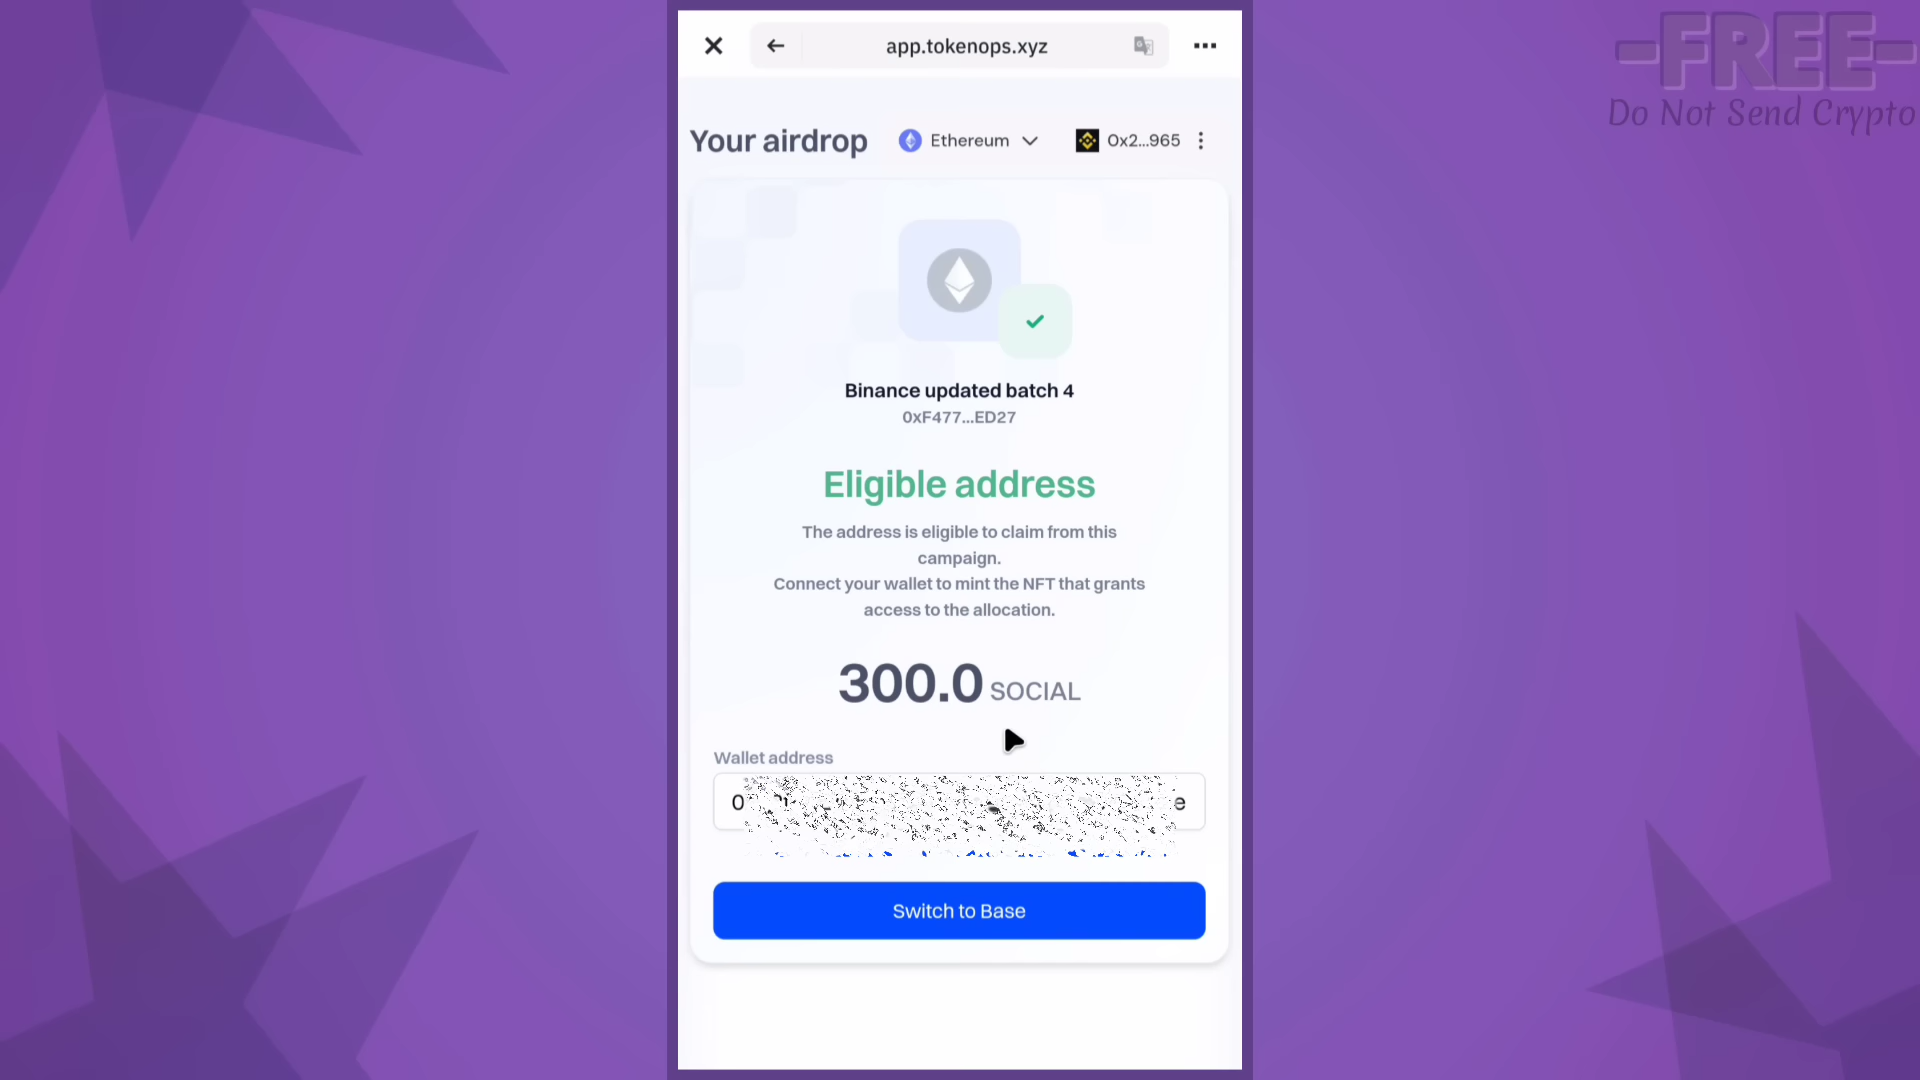 -FREE-
Do Not Send Crypto
app.tokenops.xyz
Your airdrop
Ethereum
0x2...965
Binance updated batch 4
0xF477...ED27
Eligible address
The address is eligible to claim from this
campaign.
Connect your wallet to mint the NFT that grants
access to the allocation.
300.0 SOCIAL
Wallet address
Switch to Base